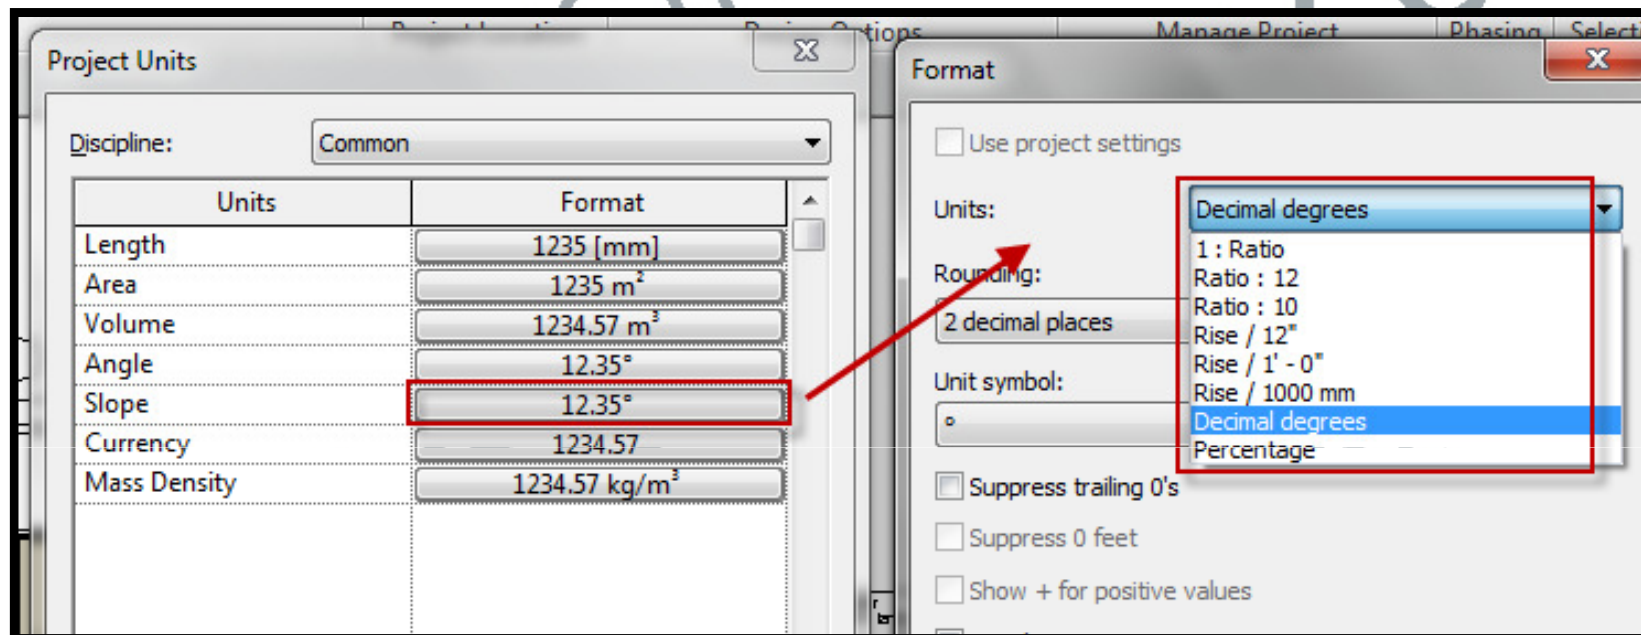 Manage Project
Phasing
Project Units
Discipline:
Common
Units
Format
Length
1235 [mm]
Area
1235 m²
Volume
1234.57 m³
Angle
12.35°
Slope
12.35°
Currency
1234.57
Mass Density
1234.57 kg/m³
Format
Use project settings
Units:
Decimal degrees
1 : Ratio
Ratio : 12
Ratio : 10
Rise / 12"
Rise / 1' - 0"
Rise / 1000 mm
Decimal degrees
Percentage
Rounding:
2 decimal places
Unit symbol:
°
Suppress trailing 0's
Suppress 0 feet
Show + for positive values